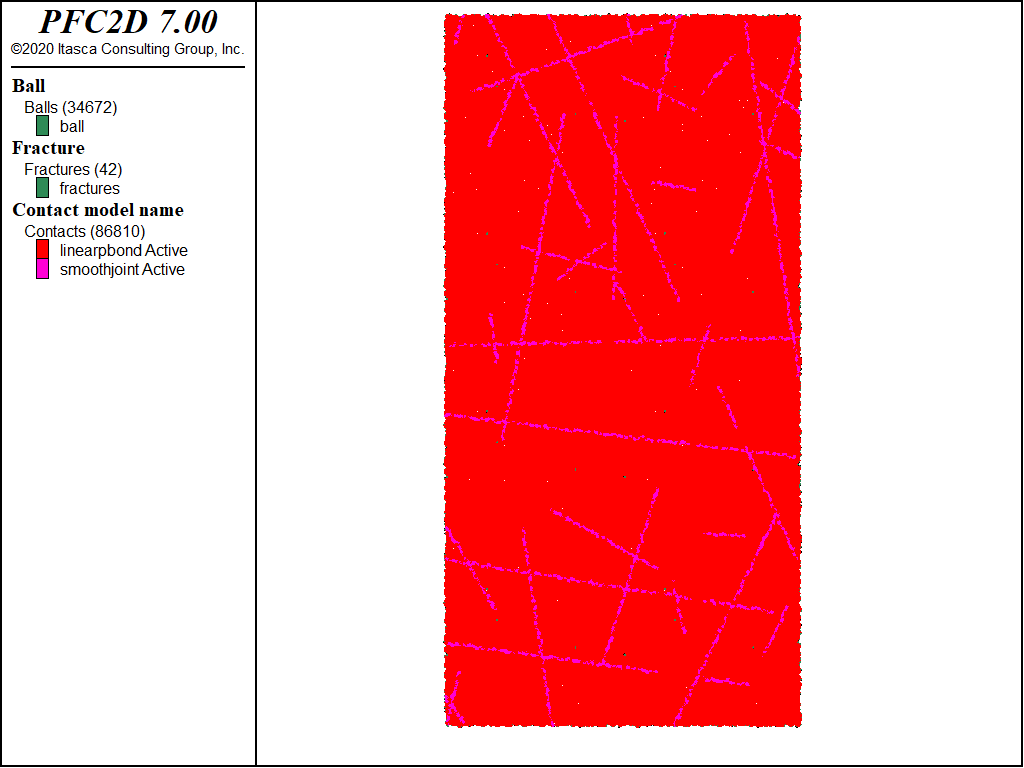 PFC2D 7.00
©2020 Itasca Consulting Group, Inc.
Ball
Balls (34672)
ball
Fracture
Fractures (42)
fractures
Contact model name
Contacts (86810)
linearpbond Active
smoothjoint Active